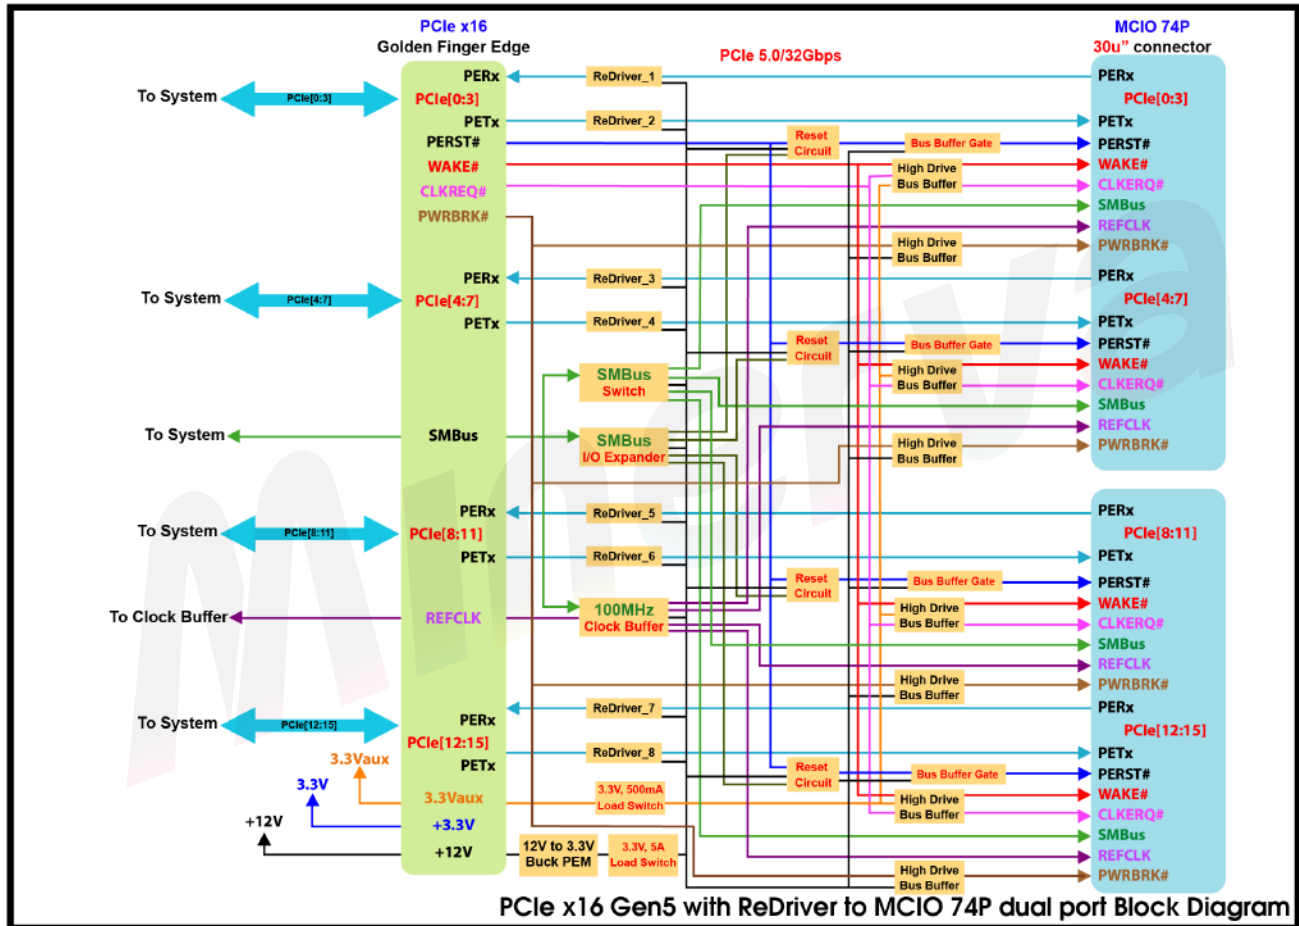 PCIe x16
Golden Finger Edge
MCIO 74P
30u" connector
PCIe 5.0/32Gbps
To System
PCIe[0:3]
PERx
PCIe[0:3]
PETx
PERST#
WAKE#
CLKREQ#
PWRBRK#
ReDriver_1
ReDriver_2
Reset
Circuit
Bus Buffer Gate
High Drive
Bus Buffer
High Drive
Bus Buffer
PERx
PCIe[0:3]
PETx
PERST#
WAKE#
CLKERQ#
SMBus
REFCLK
PWRBRK#
To System
PCIe[4:7]
PERx
PCIe[4:7]
PETx
ReDriver_3
ReDriver_4
Reset
Circuit
Bus Buffer Gate
High Drive
Bus Buffer
High Drive
Bus Buffer
PERx
PCIe[4:7]
PETx
PERST#
WAKE#
CLKERQ#
SMBus
REFCLK
PWRBRK#
SMBus
Switch
To System
SMBus
SMBus
I/O Expander
To System
PCIe[8:11]
PERx
PCIe[8:11]
PETx
ReDriver_5
ReDriver_6
Reset
Circuit
Bus Buffer Gate
High Drive
Bus Buffer
High Drive
Bus Buffer
PERx
PCIe[8:11]
PETx
PERST#
WAKE#
CLKERQ#
SMBus
REFCLK
PWRBRK#
To Clock Buffer
REFCLK
100MHz
Clock Buffer
To System
PCIe[12:15]
PERx
PCIe[12:15]
PETx
ReDriver_7
ReDriver_8
Reset
Circuit
Bus Buffer Gate
High Drive
Bus Buffer
High Drive
Bus Buffer
PERx
PCIe[12:15]
PETx
PERST#
WAKE#
CLKERQ#
SMBus
REFCLK
PWRBRK#
3.3Vaux
3.3V
+12V
3.3Vaux
+3.3V
+12V
3.3V, 500mA
Load Switch
12V to 3.3V
Buck PEM
3.3V, 5A
Load Switch
Minerva
PCIe x16 Gen5 with ReDriver to MCIO 74P dual port Block Diagram